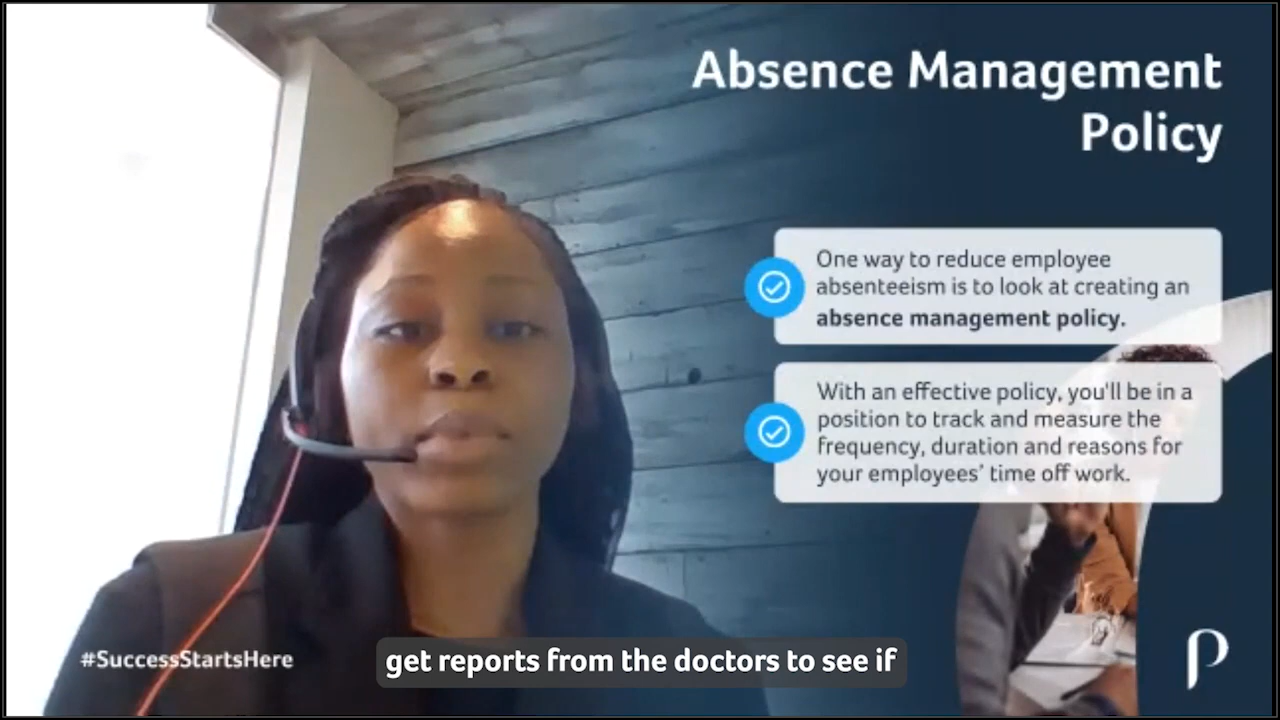 Absence Management
Policy
One way to reduce employee
absenteeism is to look at creating an
absence management policy.
With an effective policy, you'll be in a
position to track and measure the
frequency, duration and reasons for
your employees' time off work.
#SuccessStartsHere
get reports from the doctors to see if
P